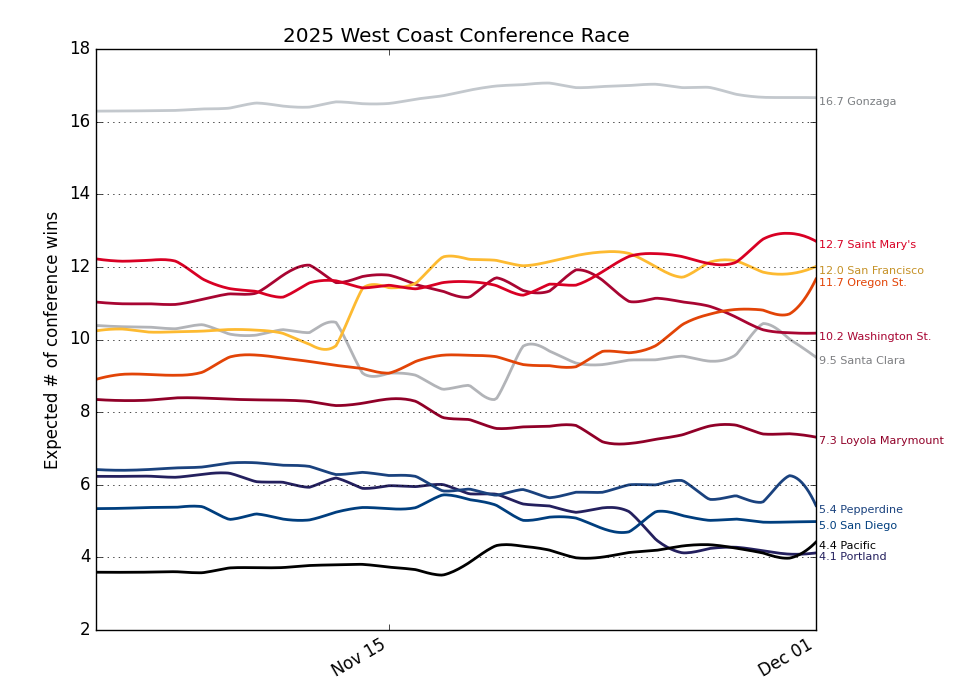 2025 West Coast Conference Race
Expected # of conference wins
18
16
14
12
10
8
6
4
2
Nov 15
Dec 01
16.7 Gonzaga
12.7 Saint Mary's
12.0 San Francisco
11.7 Oregon St.
10.2 Washington St.
9.5 Santa Clara
7.3 Loyola Marymount
5.4 Pepperdine
5.0 San Diego
4.4 Pacific
4.1 Portland